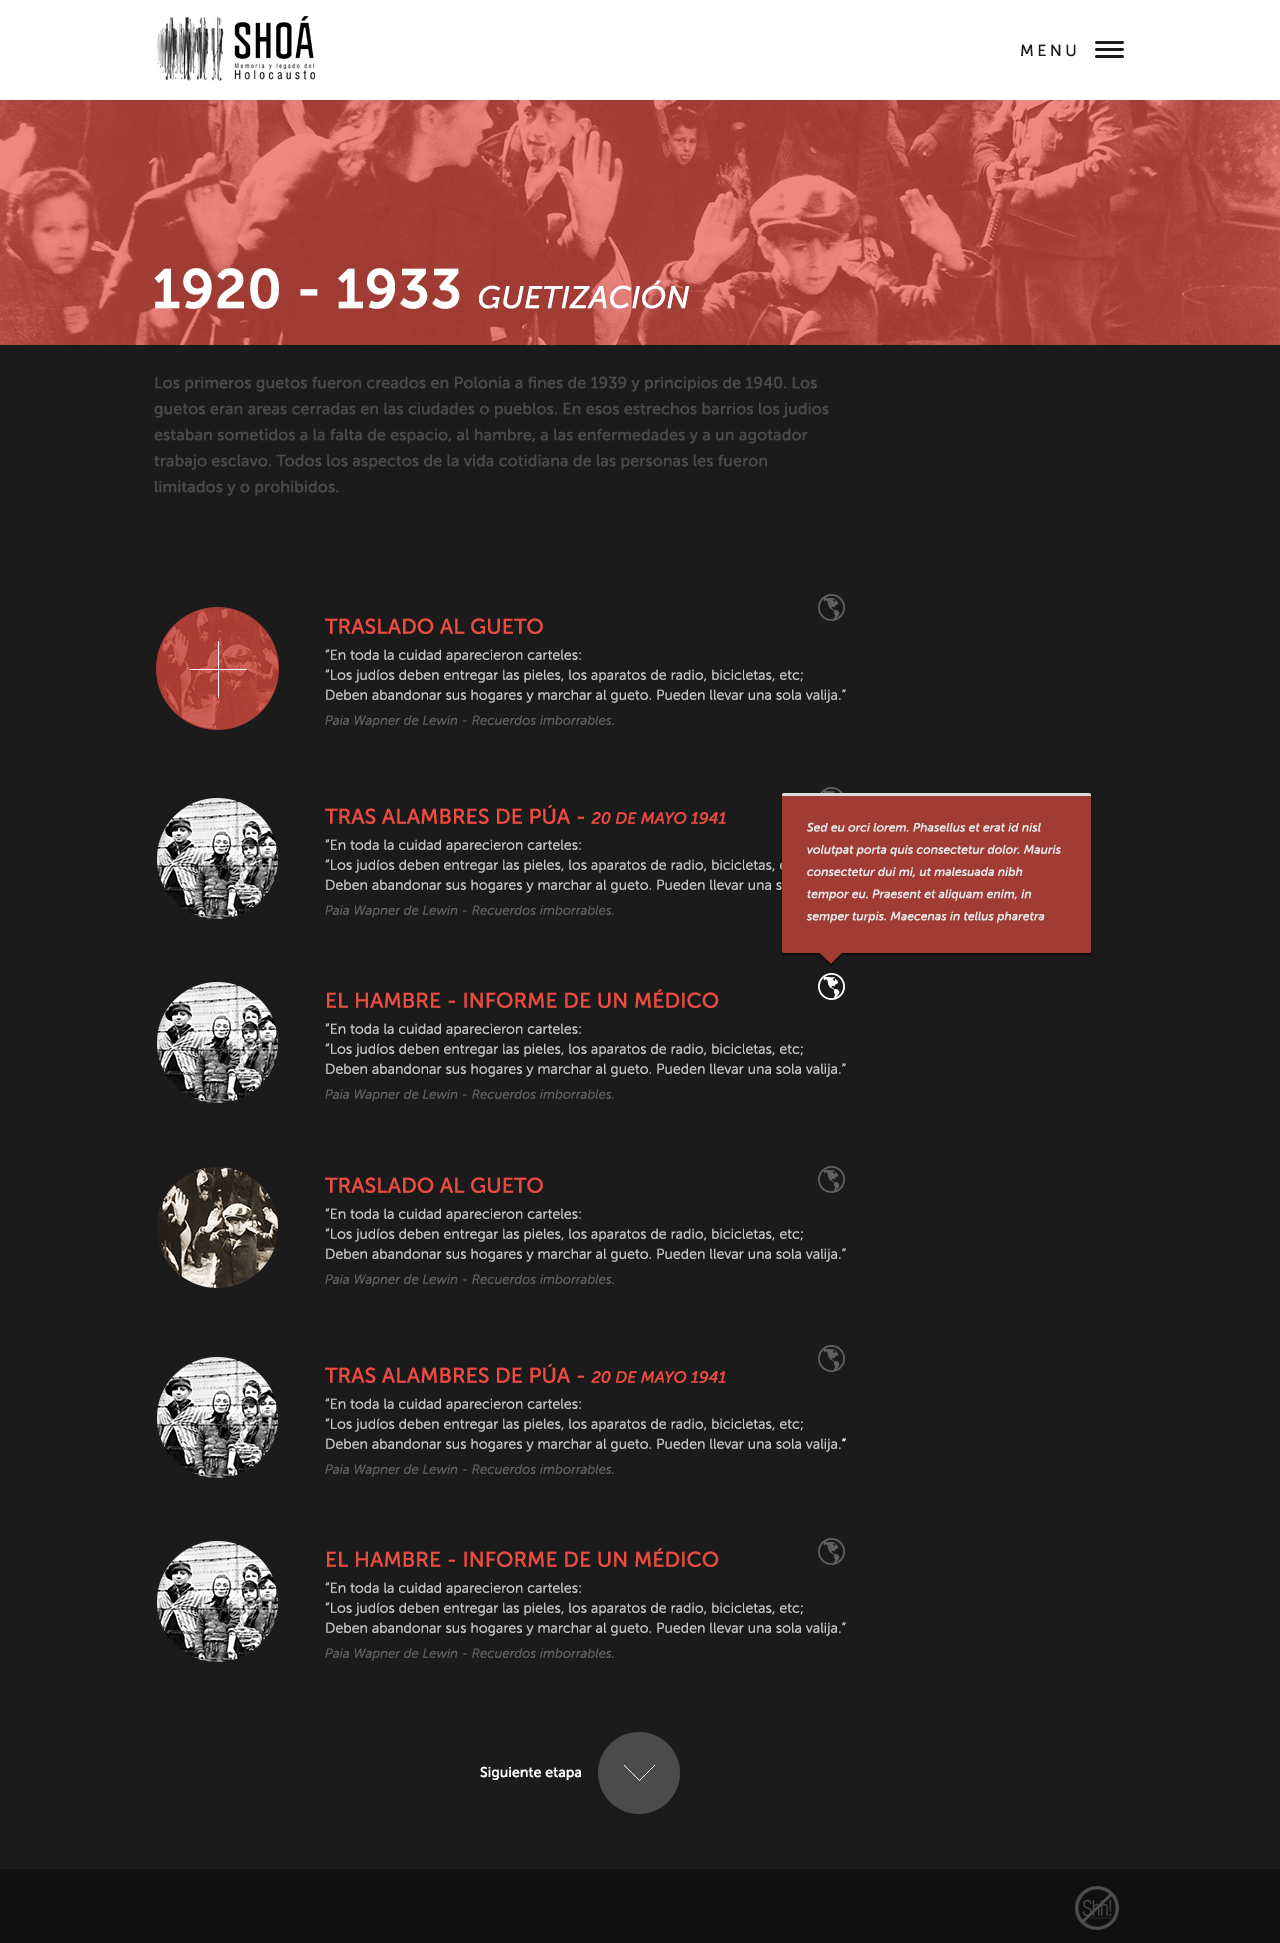 SHOÁ
Memoria y legado del
Holocausto
MENU
1920 - 1933 GUETIZACIÓN
Los primeros guetos fueron creados en Polonia a fines de 1939 y principios de 1940. Los
guetos eran areas cerradas en las ciudades o pueblos. En esos estrechos barrios los judios
estaban sometidos a la falta de espacio, al hambre, a las enfermedades y a un agotador
trabajo esclavo. Todos los aspectos de la vida cotidiana de las personas les fueron
limitados y o prohibidos.
TRASLADO AL GUETO
“En toda la cuidad aparecieron carteles:
“Los judíos deben entregar las pieles, los aparatos de radio, bicicletas, etc;
Deben abandonar sus hogares y marchar al gueto. Pueden llevar una sola valija.”
Paia Wapner de Lewin - Recuerdos imborrables.
TRAS ALAMBRES DE PÚA - 20 DE MAYO 1941
“En toda la cuidad aparecieron carteles:
“Los judíos deben entregar las pieles, los aparatos de radio, bicicletas,
Deben abandonar sus hogares y marchar al gueto. Pueden llevar una s
Paia Wapner de Lewin - Recuerdos imborrables.
Sed eu orci lorem. Phasellus et erat id nisl
volutpat porta quis consectetur dolor. Mauris
consectetur dui mi, ut malesuada nibh
tempor eu. Praesent et aliquam enim, in
semper turpis. Maecenas in tellus pharetra
EL HAMBRE - INFORME DE UN MÉDICO
“En toda la cuidad aparecieron carteles:
“Los judíos deben entregar las pieles, los aparatos de radio, bicicletas, etc;
Deben abandonar sus hogares y marchar al gueto. Pueden llevar una sola valija.”
Paia Wapner de Lewin - Recuerdos imborrables.
TRASLADO AL GUETO
“En toda la cuidad aparecieron carteles:
“Los judíos deben entregar las pieles, los aparatos de radio, bicicletas, etc;
Deben abandonar sus hogares y marchar al gueto. Pueden llevar una sola valija.”
Paia Wapner de Lewin - Recuerdos imborrables.
TRAS ALAMBRES DE PÚA - 20 DE MAYO 1941
“En toda la cuidad aparecieron carteles:
“Los judíos deben entregar las pieles, los aparatos de radio, bicicletas, etc;
Deben abandonar sus hogares y marchar al gueto. Pueden llevar una sola valija.”
Paia Wapner de Lewin - Recuerdos imborrables.
EL HAMBRE - INFORME DE UN MÉDICO
“En toda la cuidad aparecieron carteles:
“Los judíos deben entregar las pieles, los aparatos de radio, bicicletas, etc;
Deben abandonar sus hogares y marchar al gueto. Pueden llevar una sola valija.”
Paia Wapner de Lewin - Recuerdos imborrables.
Siguiente etapa
Shh!